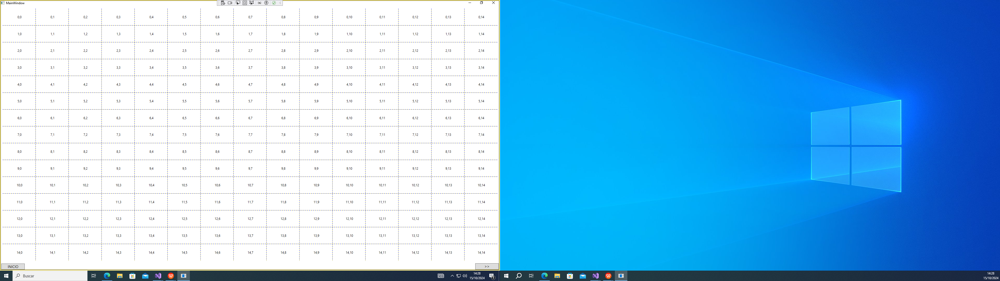 MainWindow
0,0 0,1 0,2 0,3 0,4 0,5 0,6 0,7 0,8 0,9 0,10 0,11 0,12 0,13 0,14
1,0 1,1 1,2 1,3 1,4 1,5 1,6 1,7 1,8 1,9 1,10 1,11 1,12 1,13 1,14
2,0 2,1 2,2 2,3 2,4 2,5 2,6 2,7 2,8 2,9 2,10 2,11 2,12 2,13 2,14
3,0 3,1 3,2 3,3 3,4 3,5 3,6 3,7 3,8 3,9 3,10 3,11 3,12 3,13 3,14
4,0 4,1 4,2 4,3 4,4 4,5 4,6 4,7 4,8 4,9 4,10 4,11 4,12 4,13 4,14
5,0 5,1 5,2 5,3 5,4 5,5 5,6 5,7 5,8 5,9 5,10 5,11 5,12 5,13 5,14
6,0 6,1 6,2 6,3 6,4 6,5 6,6 6,7 6,8 6,9 6,10 6,11 6,12 6,13 6,14
7,0 7,1 7,2 7,3 7,4 7,5 7,6 7,7 7,8 7,9 7,10 7,11 7,12 7,13 7,14
8,0 8,1 8,2 8,3 8,4 8,5 8,6 8,7 8,8 8,9 8,10 8,11 8,12 8,13 8,14
9,0 9,1 9,2 9,3 9,4 9,5 9,6 9,7 9,8 9,9 9,10 9,11 9,12 9,13 9,14
10,0 10,1 10,2 10,3 10,4 10,5 10,6 10,7 10,8 10,9 10,10 10,11 10,12 10,13 10,14
11,0 11,1 11,2 11,3 11,4 11,5 11,6 11,7 11,8 11,9 11,10 11,11 11,12 11,13 11,14
12,0 12,1 12,2 12,3 12,4 12,5 12,6 12,7 12,8 12,9 12,10 12,11 12,12 12,13 12,14
13,0 13,1 13,2 13,3 13,4 13,5 13,6 13,7 13,8 13,9 13,10 13,11 13,12 13,13 13,14
14,0 14,1 14,2 14,3 14,4 14,5 14,6 14,7 14,8 14,9 14,10 14,11 14,12 14,13 14,14
INICIO >>
Buscar
14:28
15/10/2024
1
14:28
15/10/2024